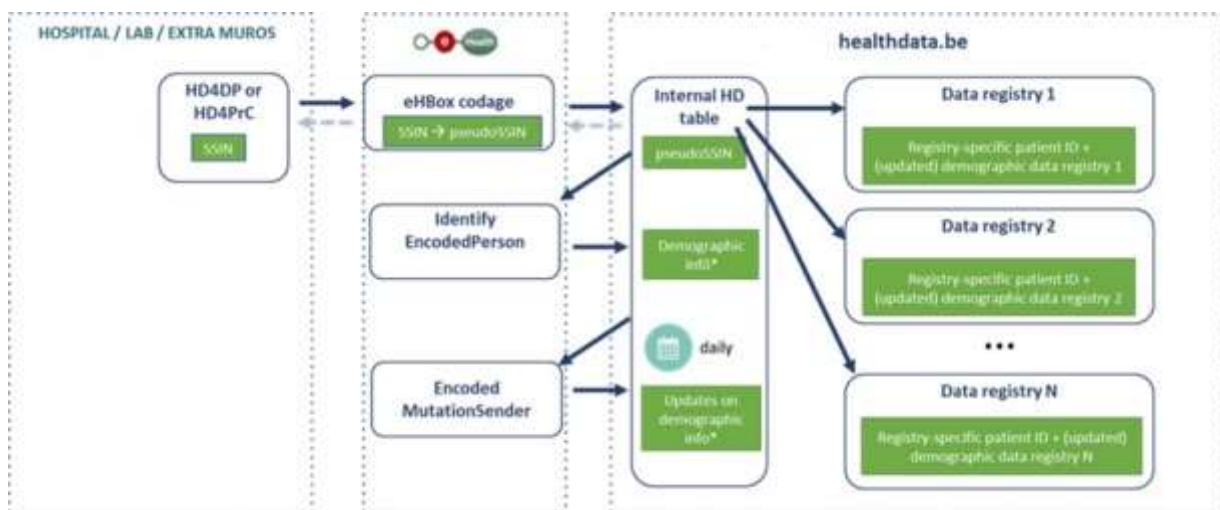 HOSPITAL / LAB / EXTRA MUROS
HD4DP or
HD4PrC
SSIN
Health
eHBox codage
SSIN → pseudoSSIN
Identify
EncodedPerson
Encoded
MutationSender
healthdata.be
Internal HD
table
pseudoSSIN
Demographic
info*
daily
Updates on
demographic
info*
Data registry 1
Registry-specific patient ID +
(updated) demographic data registry 1
Data registry 2
Registry-specific patient ID +
(updated) demographic data registry 2
...
Data registry N
Registry-specific patient ID + (updated)
demographic data registry N